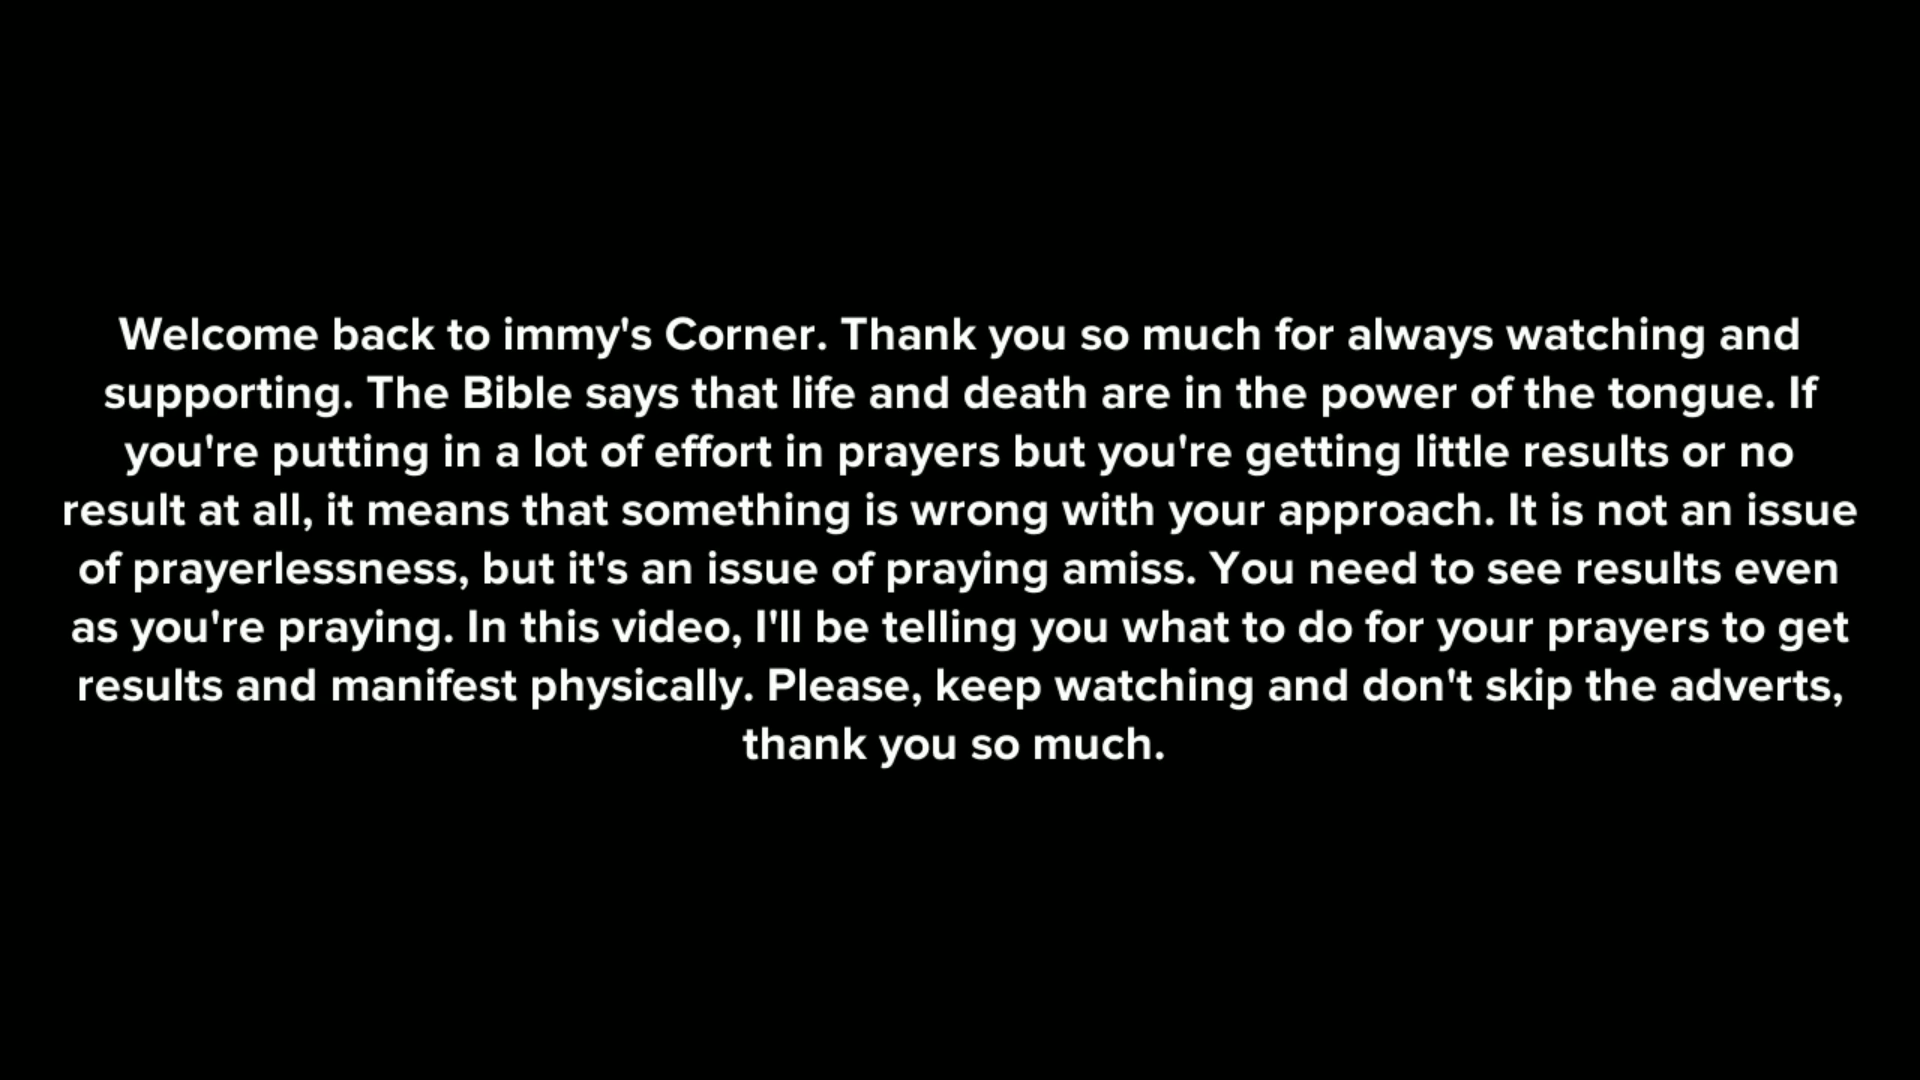 Welcome back to immy's Corner. Thank you so much for always watching and
supporting. The Bible says that life and death are in the power of the tongue. If
you're putting in a lot of effort in prayers but you're getting little results or no
result at all, it means that something is wrong with your approach. It is not an issue
of prayerlessness, but it's an issue of praying amiss. You need to see results even
as you're praying. In this video, I'll be telling you what to do for your prayers to get
results and manifest physically. Please, keep watching and don't skip the adverts,
thank you so much.